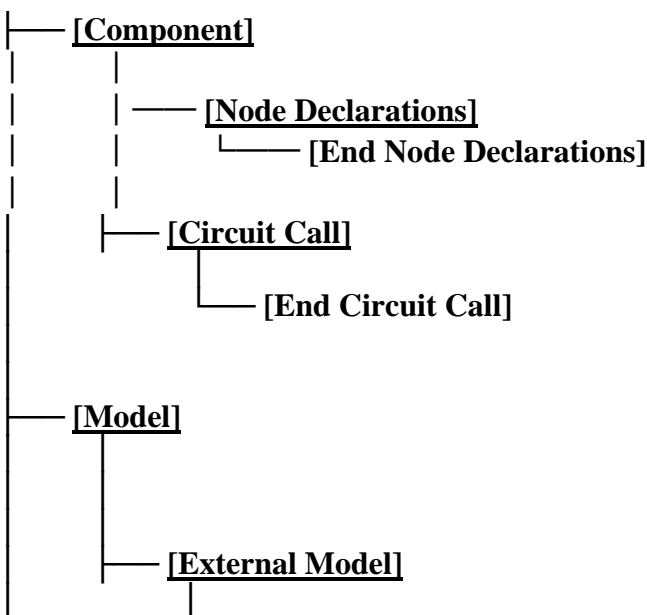 [Component]
[Node Declarations]
[End Node Declarations]
[Circuit Call]
[End Circuit Call]
[Model]
[External Model]